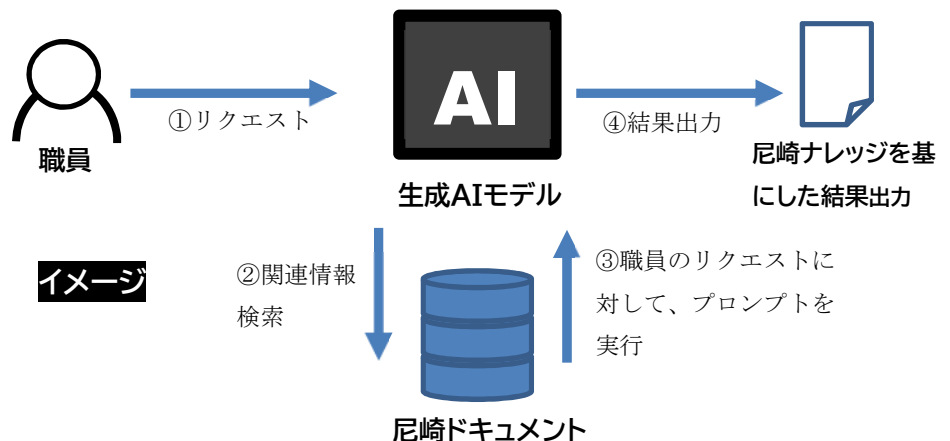 AI
①リクエスト
④結果出力
職員
生成AIモデル
尼崎ナレッジを基
にした結果出力
イメージ
②関連情報
検索
③職員のリクエストに
対して、プロンプトを
実行
尼崎ドキュメント